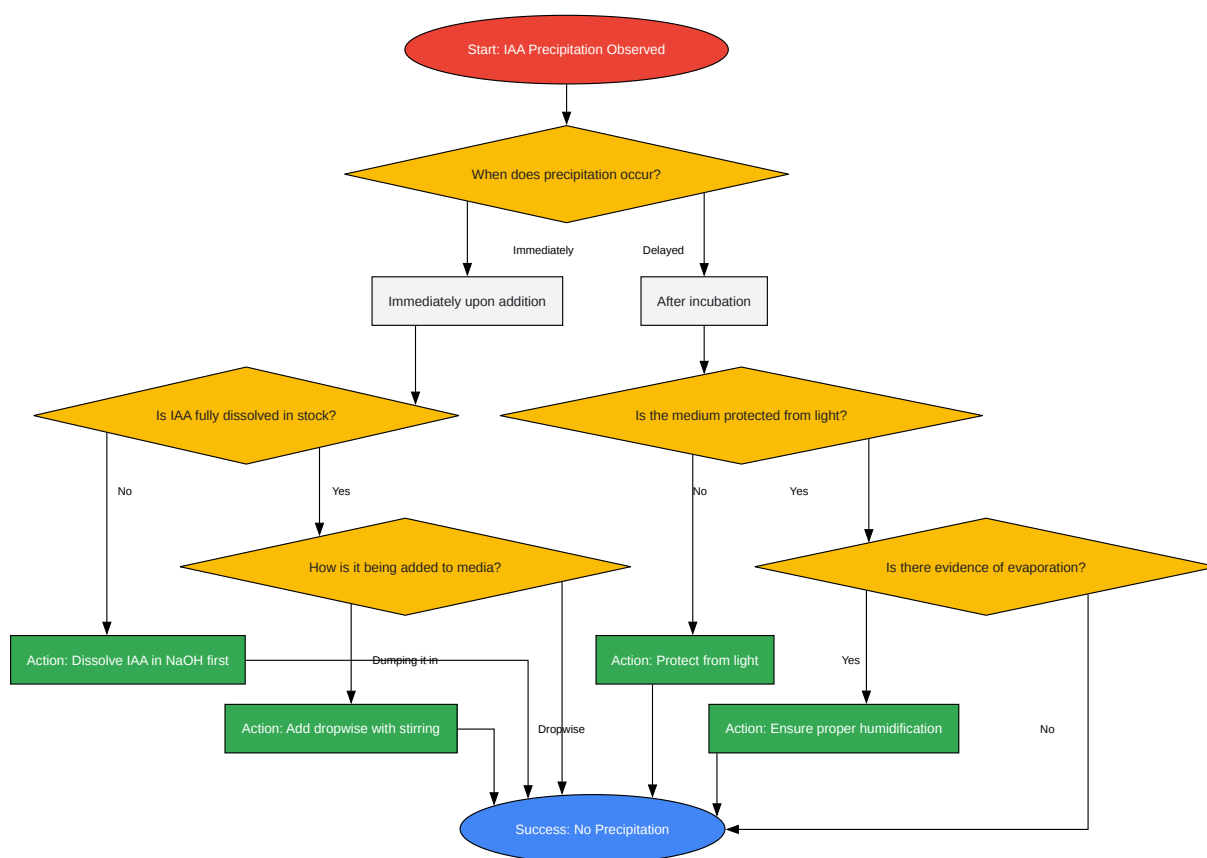 Start: IAA Precipitation Observed
When does precipitation occur?
Immediately
Delayed
Immediately upon addition
After incubation
Is IAA fully dissolved in stock?
Is the medium protected from light?
No
Yes
No
Yes
How is it being added to media?
Is there evidence of evaporation?
Action: Dissolve IAA in NaOH first
Dumping it in
Action: Protect from light
Yes
Action: Add dropwise with stirring
Dropwise
Action: Ensure proper humidification
No
Success: No Precipitation